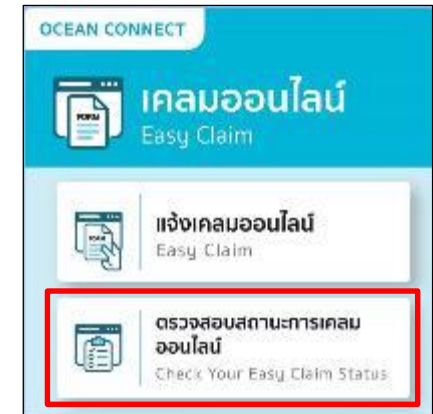 OCEAN CONNECT
FORM
เคลมออนไลน์
Easy Claim
แจ้งเคลมออนไลน์
Easy Claim
ตรวจสอบสถานะการเคลม
ออนไลน์
Check Your Easy Claim Status